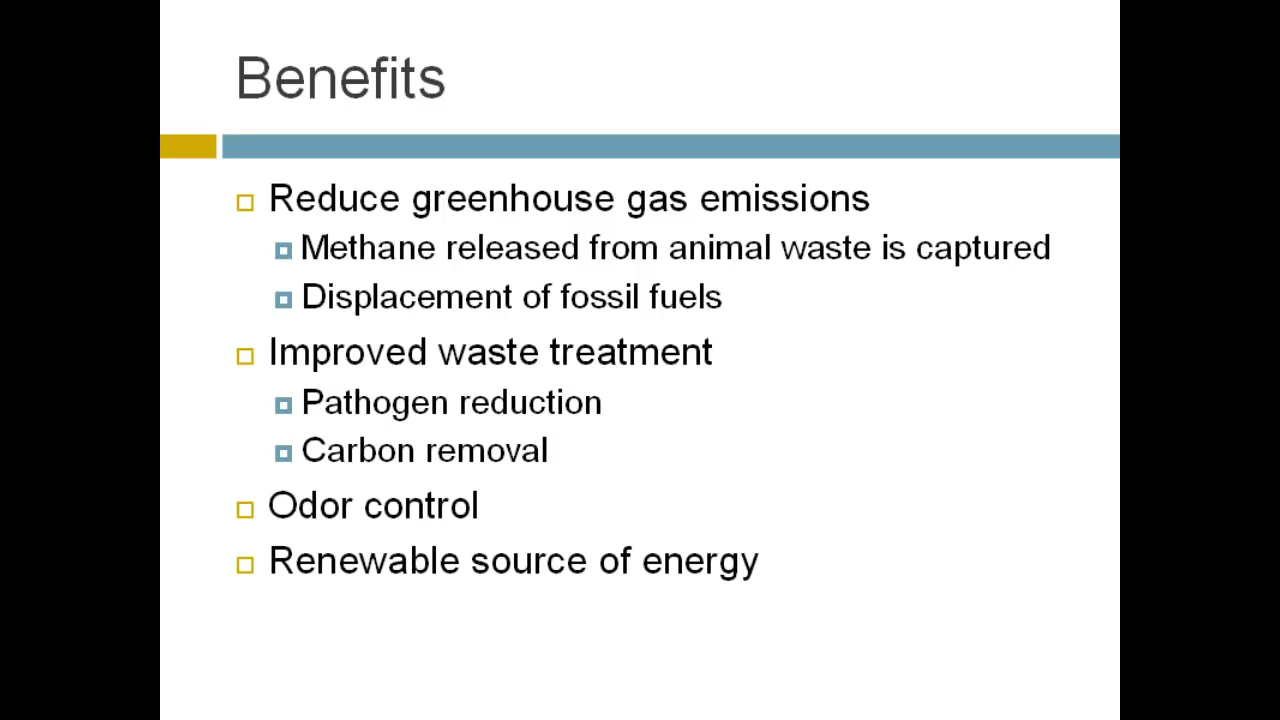 Benefits
Reduce greenhouse gas emissions
Methane released from animal waste is captured
Displacement of fossil fuels
Improved waste treatment
Pathogen reduction
Carbon removal
Odor control
Renewable source of energy